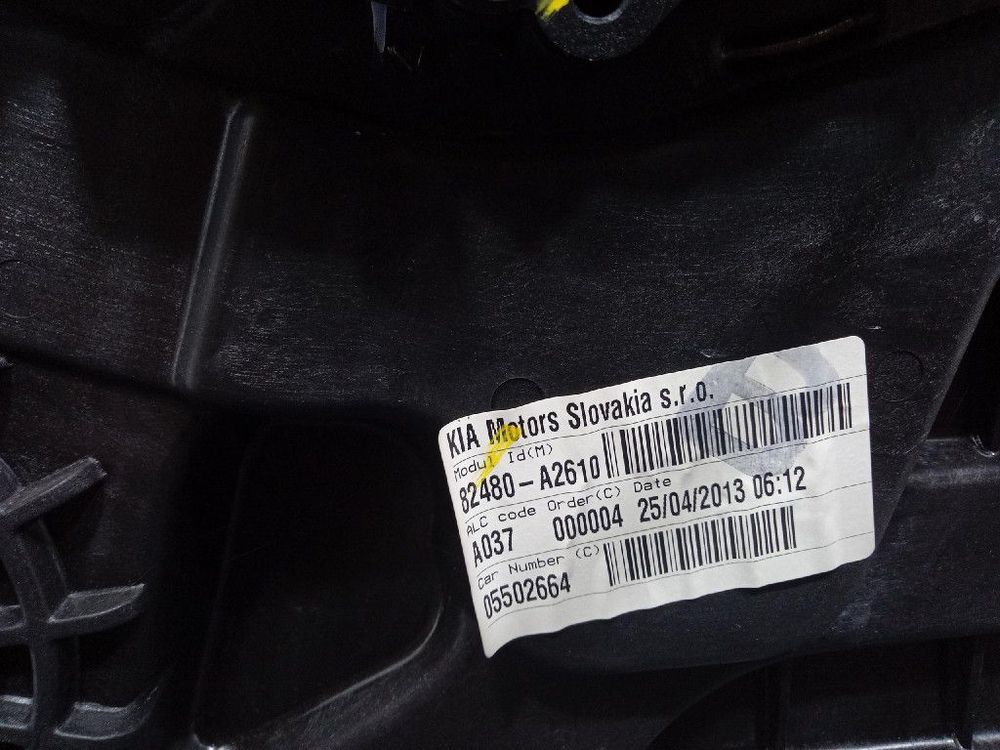 KIA Motors Slovakia s.r.o.
Modul Id(M)
82480-A2610
ALC code Order(C) Date
A037 000004 25/04/2013 06:12
Car Number (C)
05502664